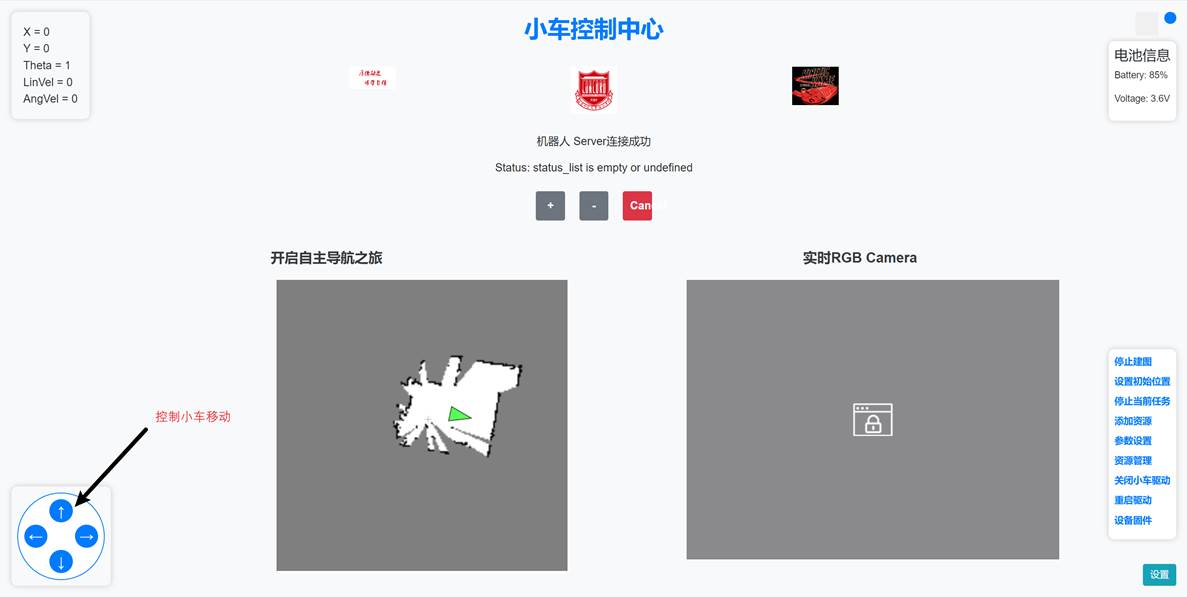 小车控制中心
X = 0
Y = 0
Theta = 1
LinVel = 0
AngVel = 0
电池信息
Battery: 85%
Voltage: 3.6V
机器人 Server连接成功
Status: status_list is empty or undefined
+
-
Can
开启自主导航之旅
实时RGB Camera
控制小车移动
↑
←
→
↓
停止建图
设置初始位置
停止当前任务
添加资源
参数设置
资源管理
关闭小车驱动
重启驱动
设备固件
设置